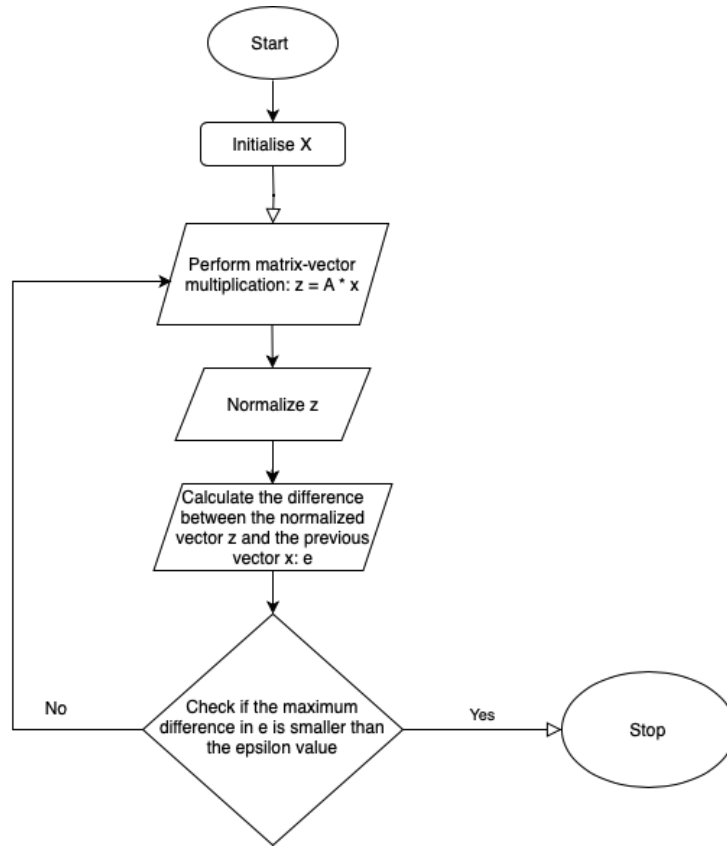 Start
Initialise X
Perform matrix-vector
multiplication: z = A * x
Normalize z
Calculate the difference
between the normalized
vector z and the previous
vector x: e
Check if the maximum
difference in e is smaller than
the epsilon value
No
Yes
Stop